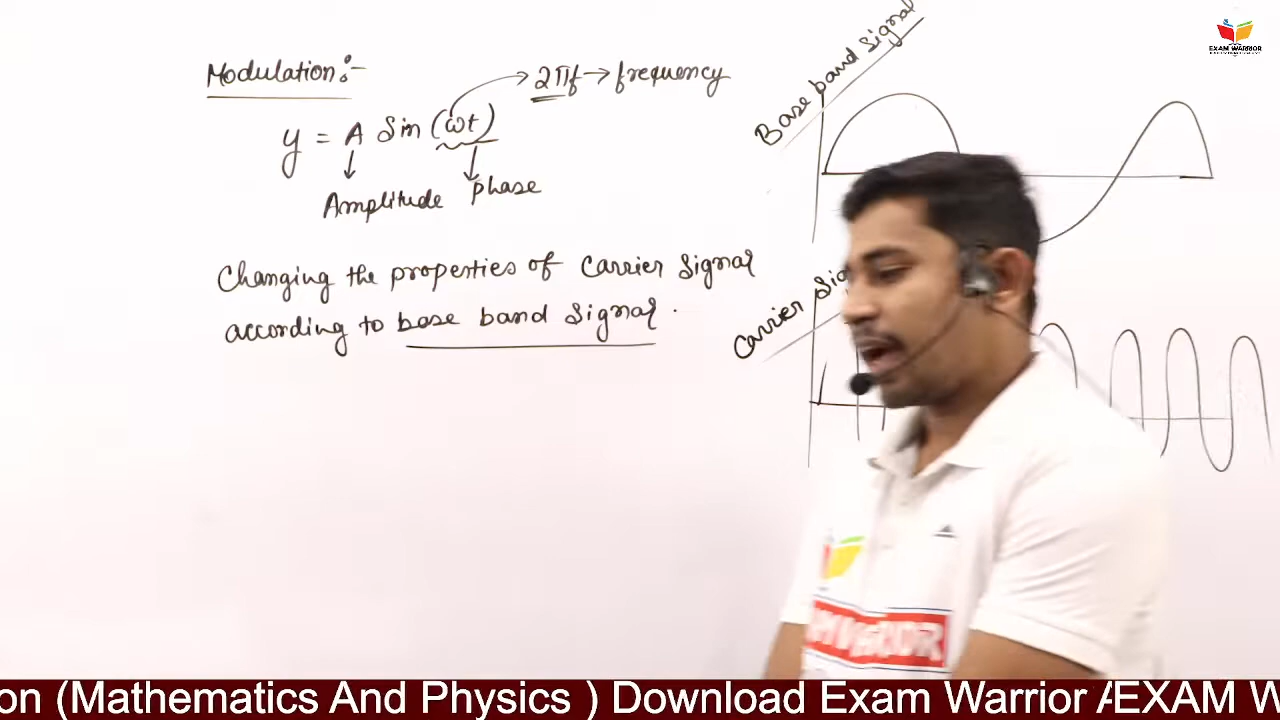 Modulation:-
2πf → frequency
y = A Sin (ωt)
Amplitude
phase
Changing the properties of carrier signal
according to base band signal.
Base band signal
Carrier Sig
EXAM WARRIOR
on (Mathematics And Physics ) Download Exam Warrior A
EXAM W